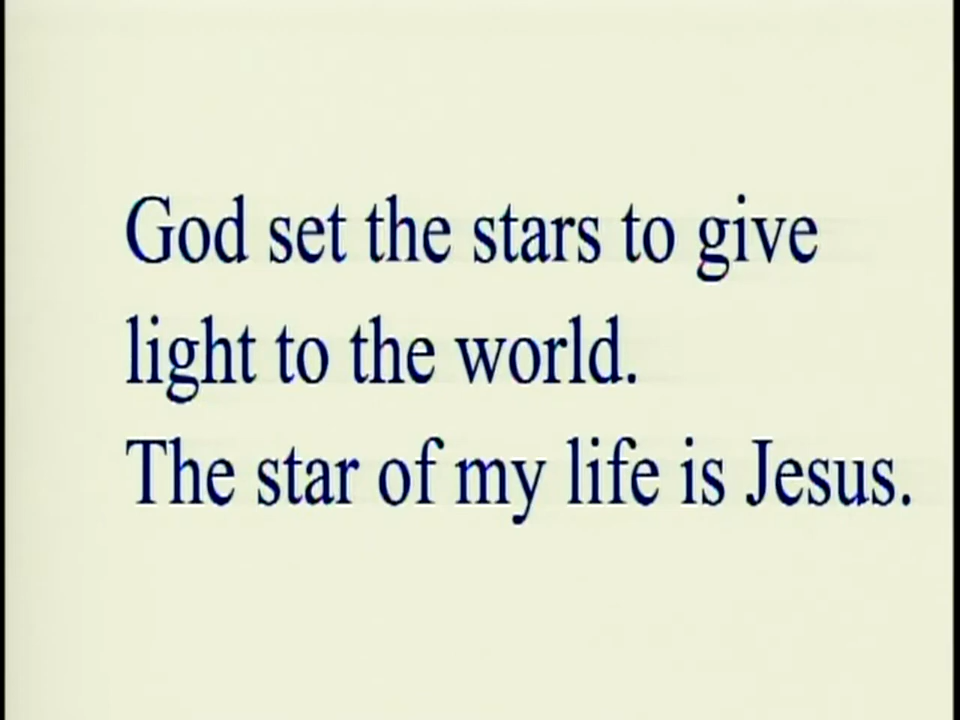 God set the stars to give
light to the world.
The star of my life is Jesus.